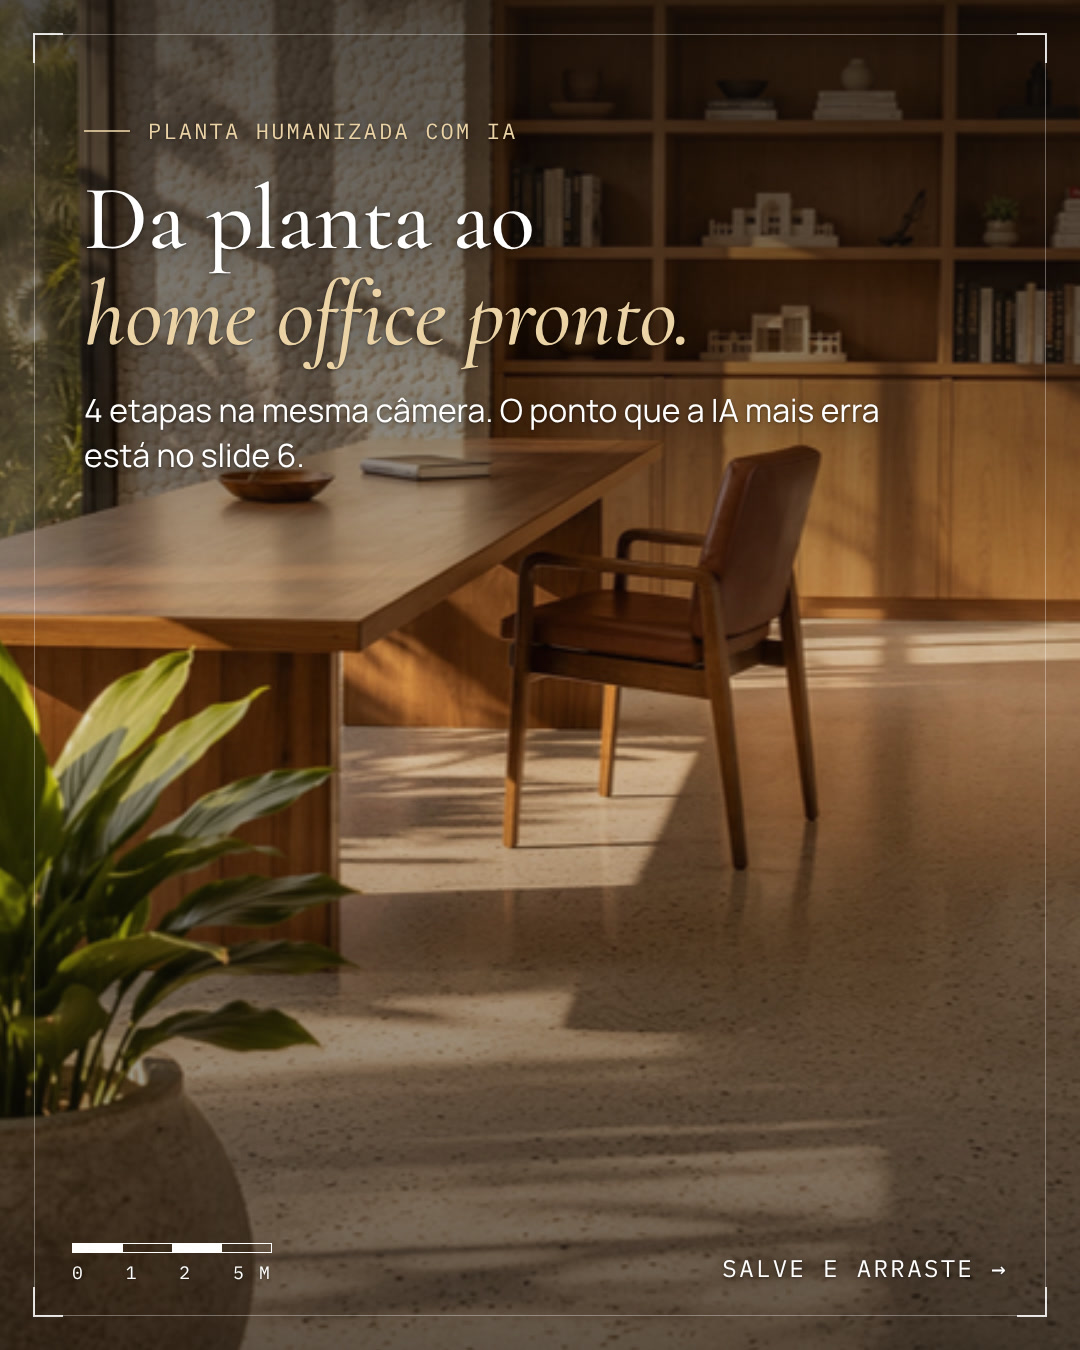 PLANTA HUMANIZADA COM IA
Da planta ao
home office pronto.
4 etapas na mesma câmera. O ponto que a IA mais erra
está no slide 6.
0 1 2 5 M
SALVE E ARRASTE →